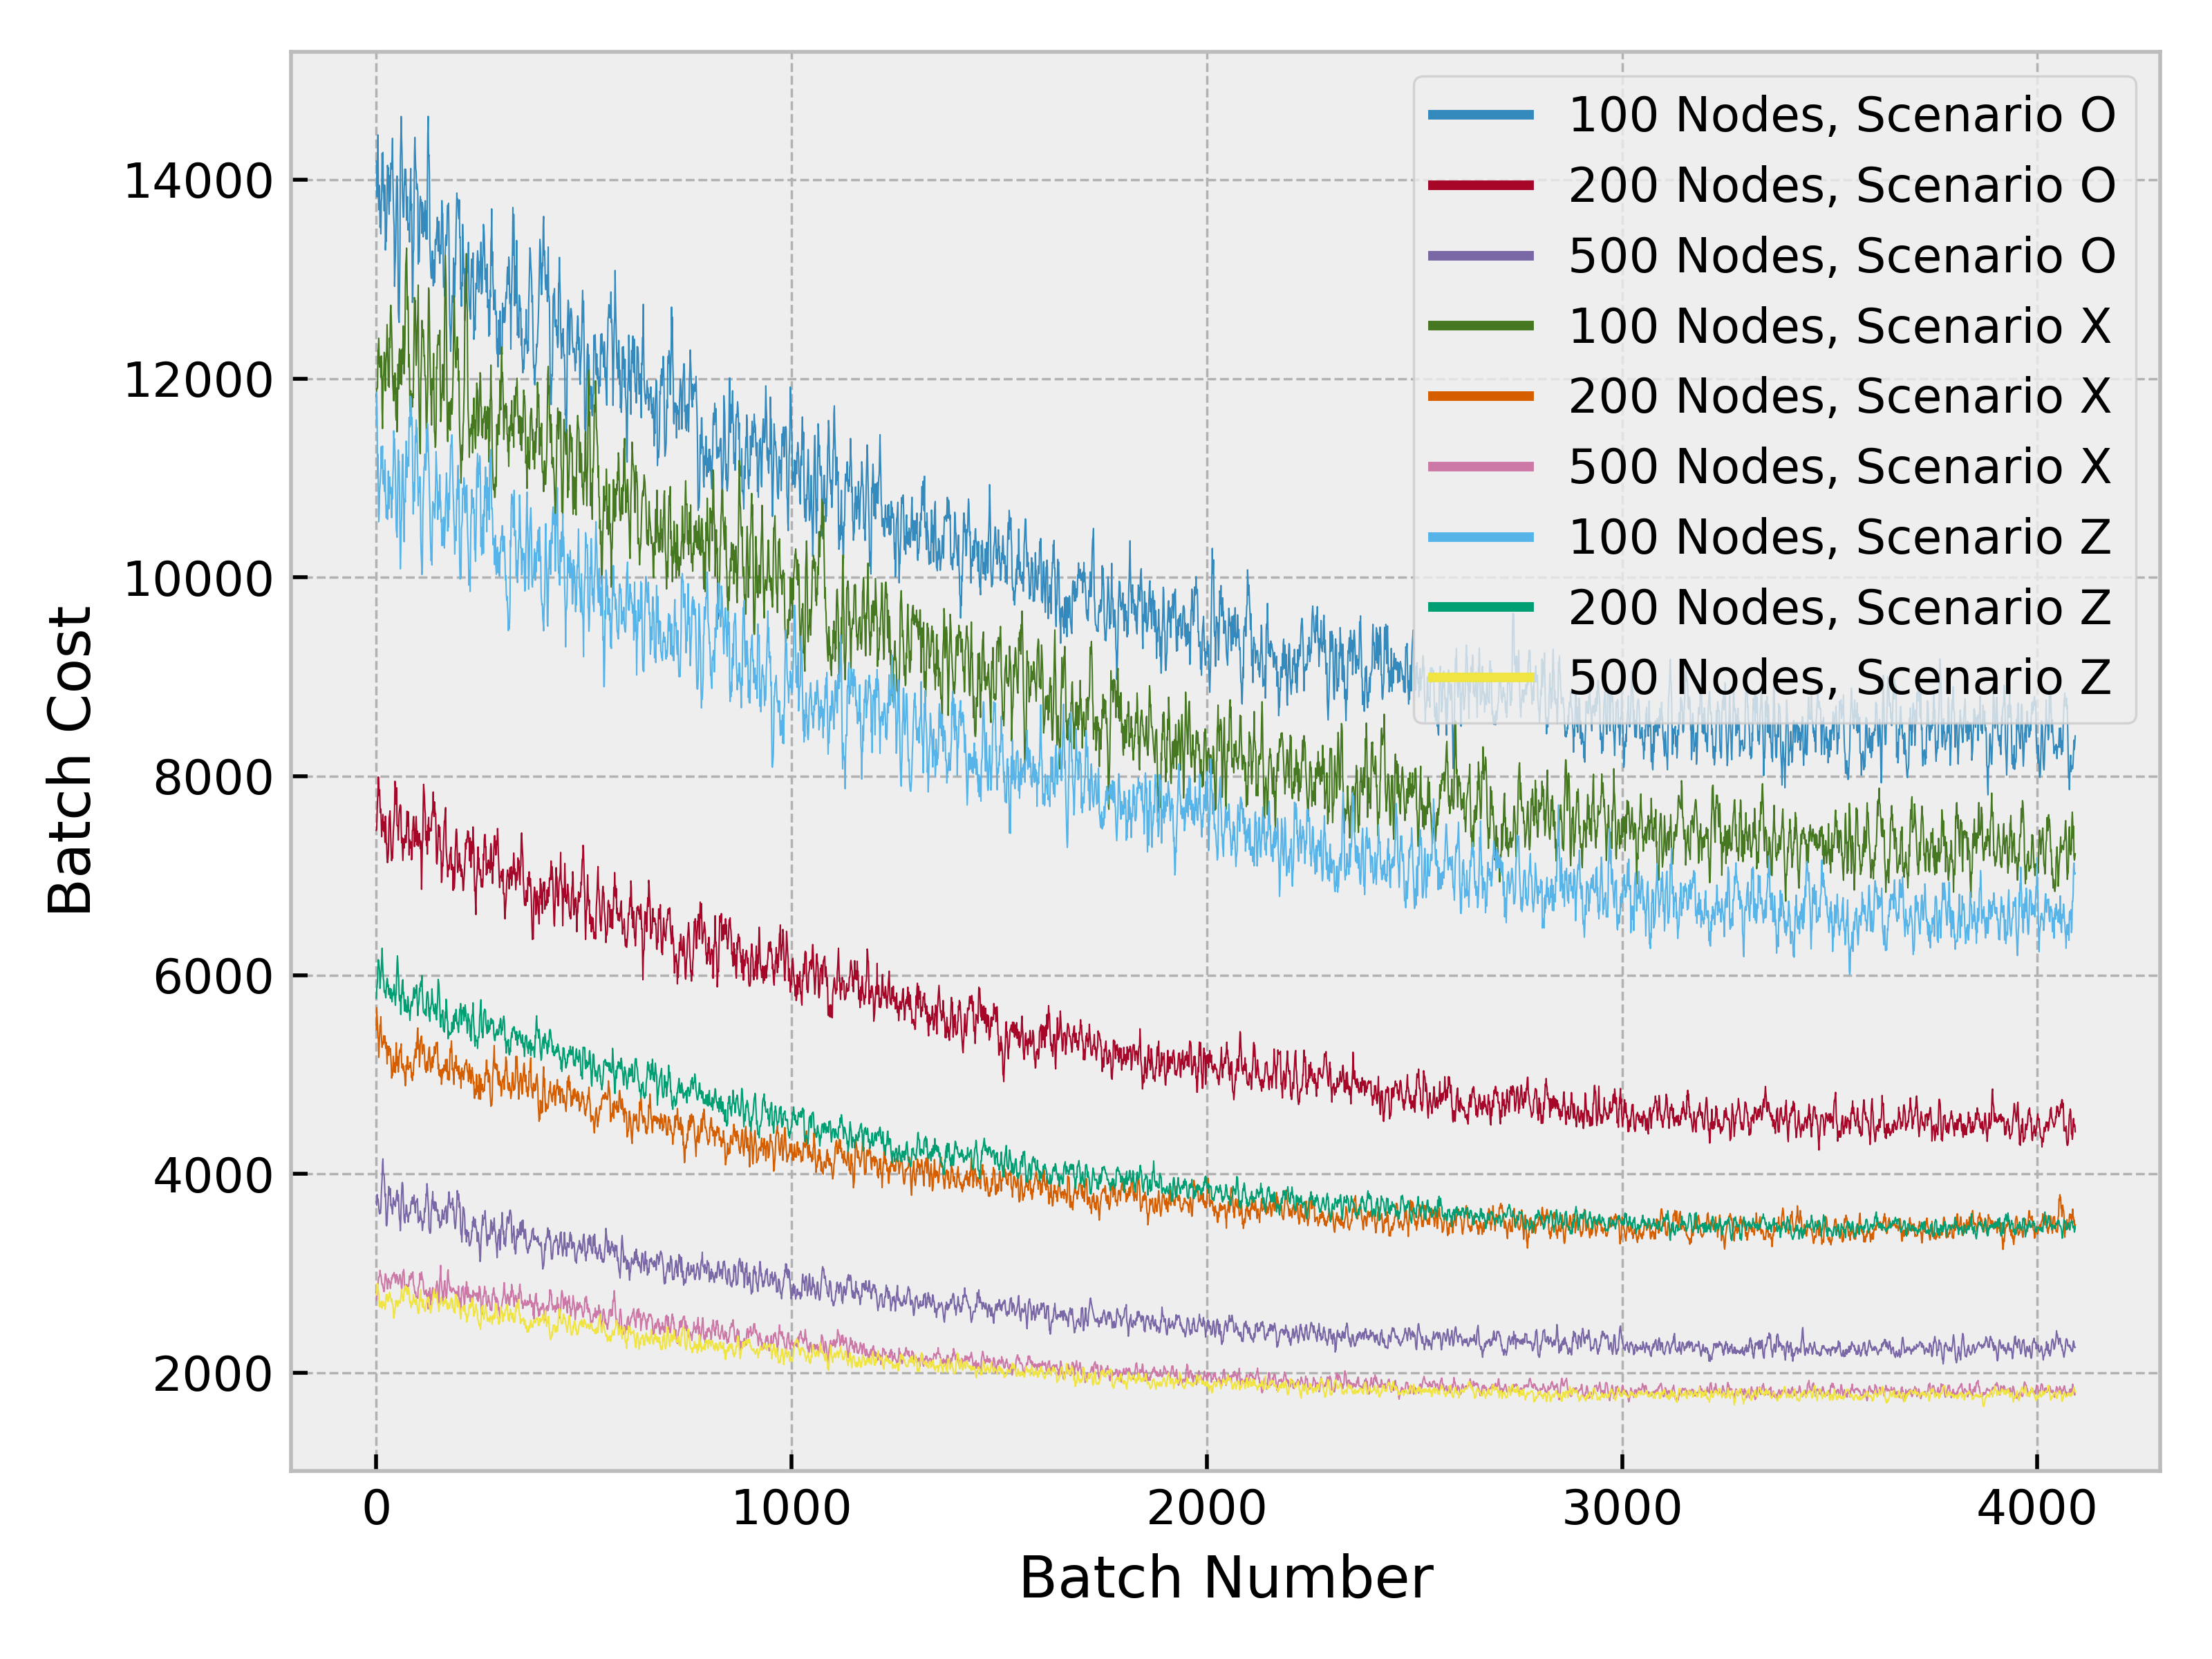 14000
12000
10000
8000
6000
4000
2000
0
1000
2000
3000
4000
Batch Cost
Batch Number
100 Nodes, Scenario O
200 Nodes, Scenario O
500 Nodes, Scenario O
100 Nodes, Scenario X
200 Nodes, Scenario X
500 Nodes, Scenario X
100 Nodes, Scenario Z
200 Nodes, Scenario Z
500 Nodes, Scenario Z